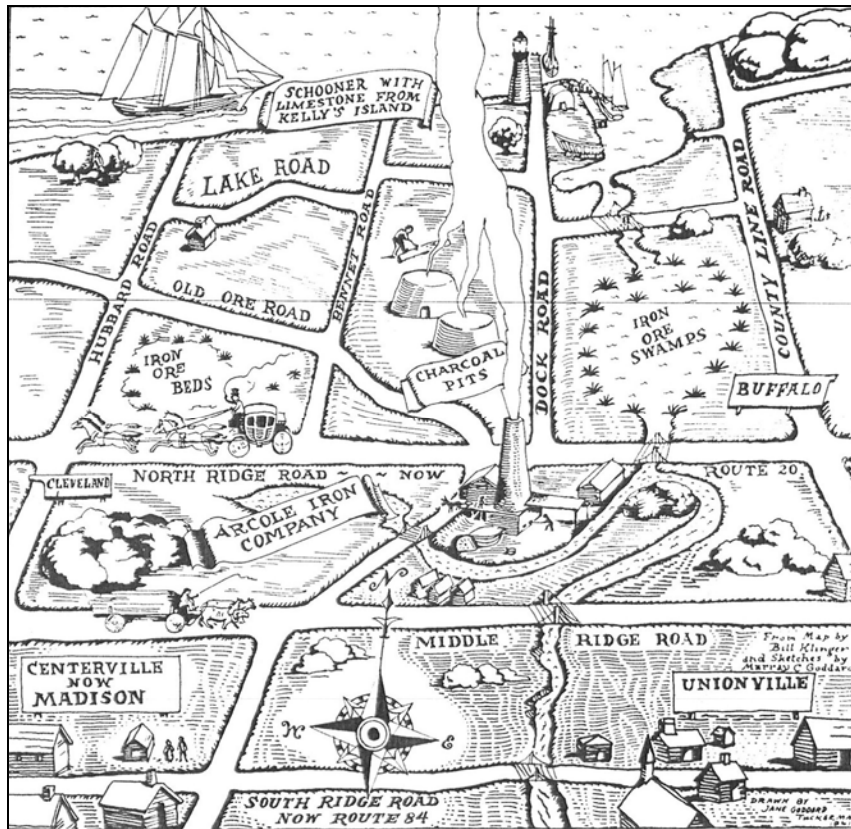 SCHOONER WITH
LIMESTONE FROM
KELLY'S ISLAND
LAKE ROAD
HUBBARD ROAD
BENNET ROAD
OLD ORE ROAD
DOCK ROAD
COUNTY LINE ROAD
IRON
ORE
BEDS
IRON
ORE
SWAMPS
CHARCOAL
PITS
BUFFALO
CLEVELAND
NORTH RIDGE ROAD ~ ~ NOW
ROUTE 20
ARCOLE IRON
COMPANY
N
MIDDLE RIDGE ROAD
From Map by
Bill Klinger
and Sketches by
Murray C Goddard
CENTERVILLE
NOW
MADISON
UNIONVILLE
W
E
SOUTH RIDGE ROAD
NOW ROUTE 84
DRAWN BY
JANE GODDARD